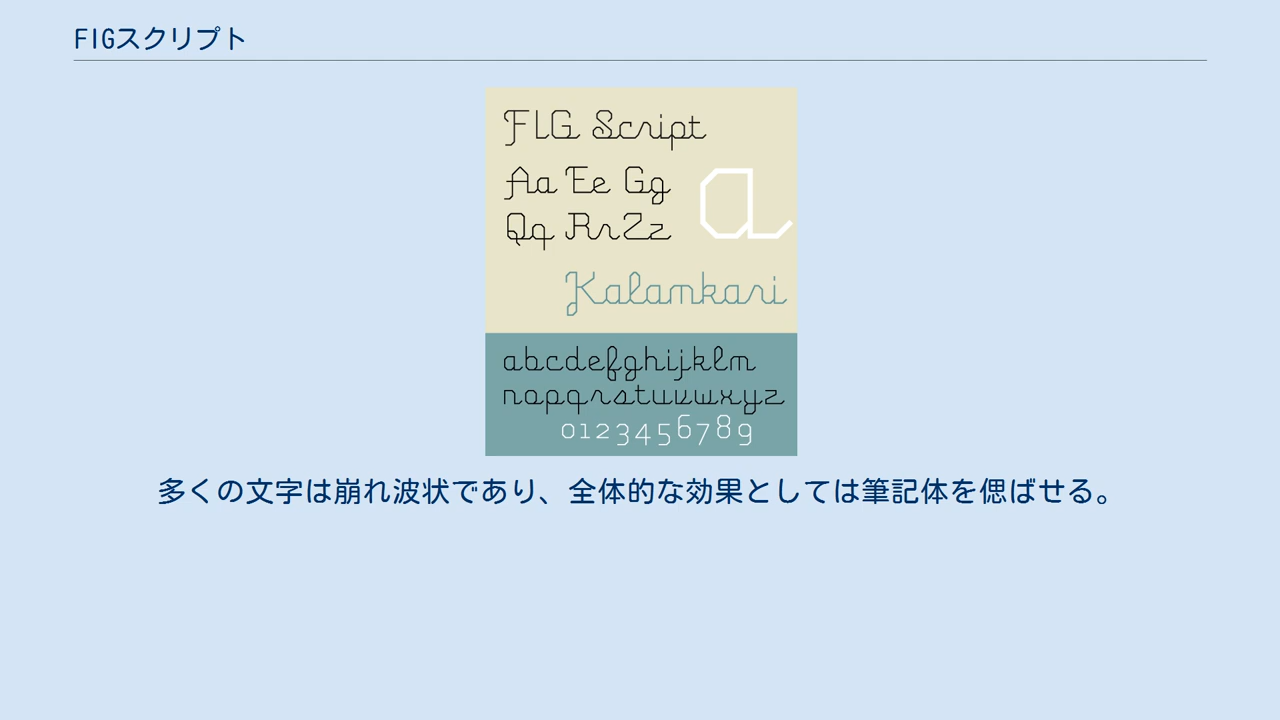 FIGスクリプト
FIG Script
Aa Ee Gg
a
Qq Rr Zz
Kalamkari
abcdefghijklm
nopqrstuvwxyz
0123456789
多くの文字は崩れ波状であり、全体的な効果としては筆記体を偲ばせる。